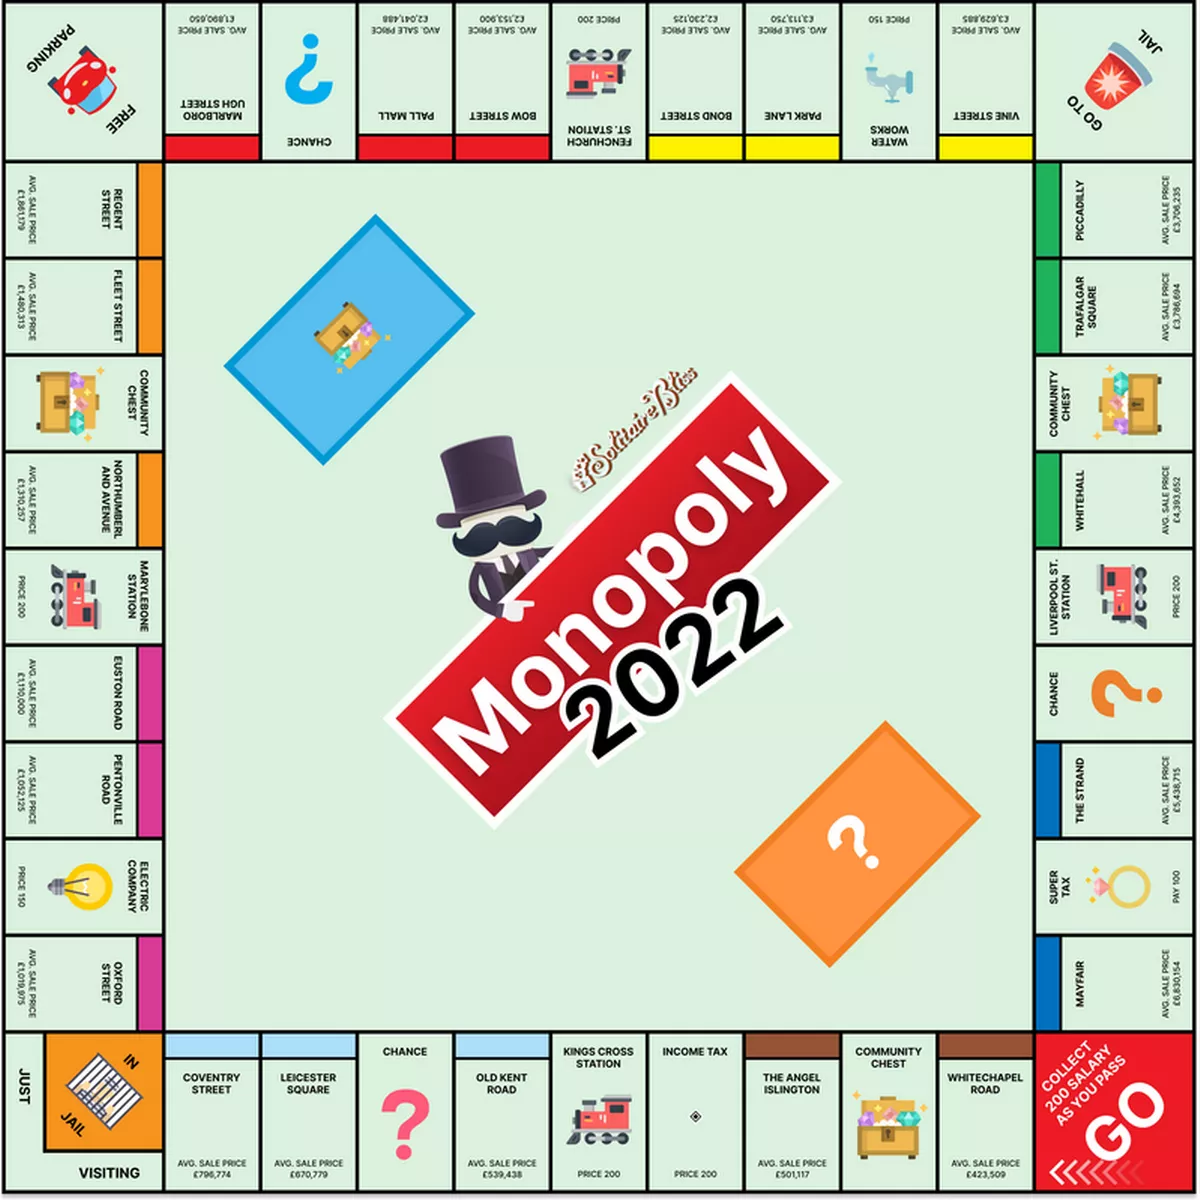 FREE
PARKING
MARLBORO
UGH STREET
AVG. SALE PRICE
£1,890,650
CHANCE
PALL MALL
AVG. SALE PRICE
£2,041,488
BOW STREET
AVG. SALE PRICE
£2,153,900
FENCHURCH
ST. STATION
PRICE 200
BOND STREET
AVG. SALE PRICE
£2,230,125
PARK LANE
AVG. SALE PRICE
£3,113,750
WATER
WORKS
PRICE 150
VINE STREET
AVG. SALE PRICE
£3,629,885
GO TO
JAIL
REGENT
STREET
AVG. SALE PRICE
£1,861,179
FLEET STREET
AVG. SALE PRICE
£1,480,313
COMMUNITY
CHEST
NORTHUMBERL
AND AVENUE
AVG. SALE PRICE
£1,310,257
MARYLEBONE
STATION
PRICE 200
EUSTON ROAD
AVG. SALE PRICE
£1,110,000
PENTONVILLE
ROAD
AVG. SALE PRICE
£1,052,125
ELECTRIC
COMPANY
PRICE 150
OXFORD
STREET
AVG. SALE PRICE
£1,019,975
Solitaire Bliss
Monopoly
2022
?
PICCADILLY
AVG. SALE PRICE
£3,706,235
TRAFALGAR
SQUARE
AVG. SALE PRICE
£3,786,694
COMMUNITY
CHEST
WHITEHALL
AVG. SALE PRICE
£4,393,652
LIVERPOOL ST.
STATION
PRICE 200
CHANCE
THE STRAND
AVG. SALE PRICE
£5,438,715
SUPER
TAX
PAY 100
MAYFAIR
AVG. SALE PRICE
£6,830,154
IN
JAIL
JUST
VISITING
COVENTRY
STREET
AVG. SALE PRICE
£796,774
LEICESTER
SQUARE
AVG. SALE PRICE
£670,779
CHANCE
?
OLD KENT
ROAD
AVG. SALE PRICE
£539,438
KINGS CROSS
STATION
PRICE 200
INCOME TAX
PRICE 200
THE ANGEL
ISLINGTON
AVG. SALE PRICE
£501,117
COMMUNITY
CHEST
WHITECHAPEL
ROAD
AVG. SALE PRICE
£423,509
COLLECT
200 SALARY
AS YOU PASS
GO